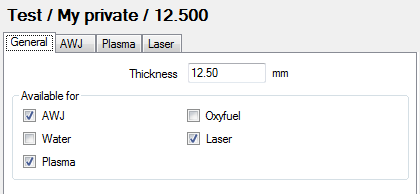 Test / My private / 12.500
General AWJ Plasma Laser
Thickness 12.50 mm
Available for
AWJ Oxyfuel
Water Laser
Plasma